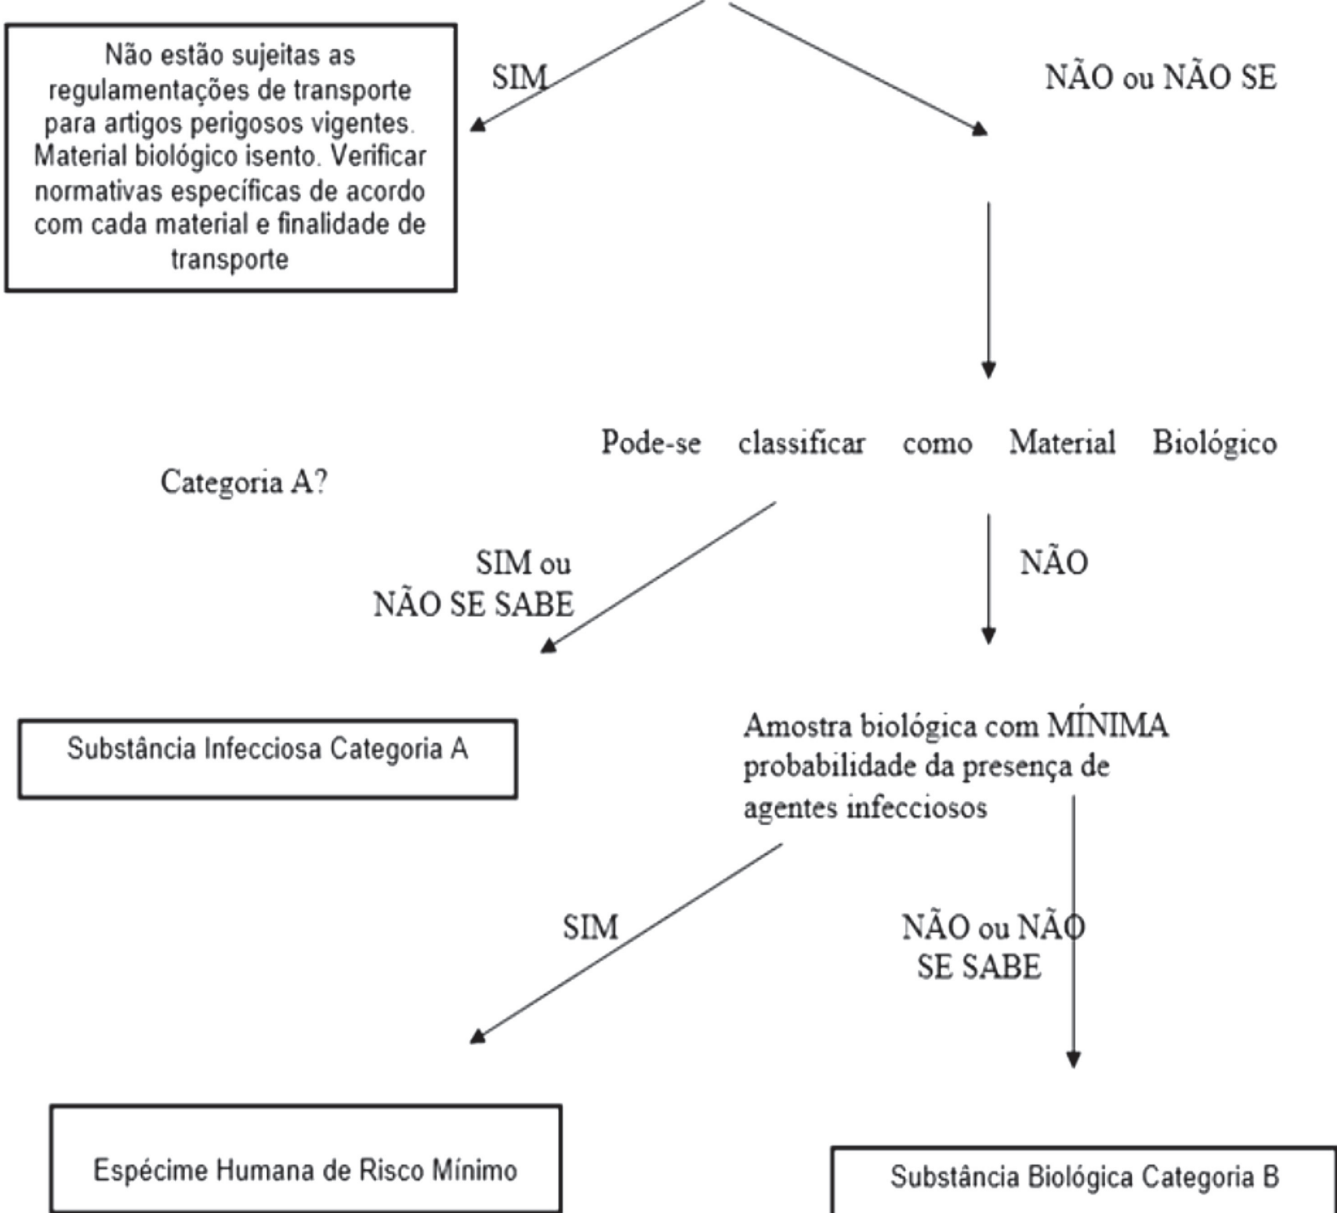 Não estão sujeitas as
regulamentações de transporte
para artigos perigosos vigentes.
Material biológico isento. Verificar
normativas específicas de acordo
com cada material e finalidade de
transporte
SIM
NÃO ou NÃO SE
Pode-se classificar como Material Biológico
Categoria A?
SIM ou
NÃO SE SABE
NÃO
Substância Infecciosa Categoria A
Amostra biológica com MÍNIMA
probabilidade da presença de
agentes infecciosos
SIM
NÃO ou NÃO
SE SABE
Espécime Humana de Risco Mínimo
Substância Biológica Categoria B